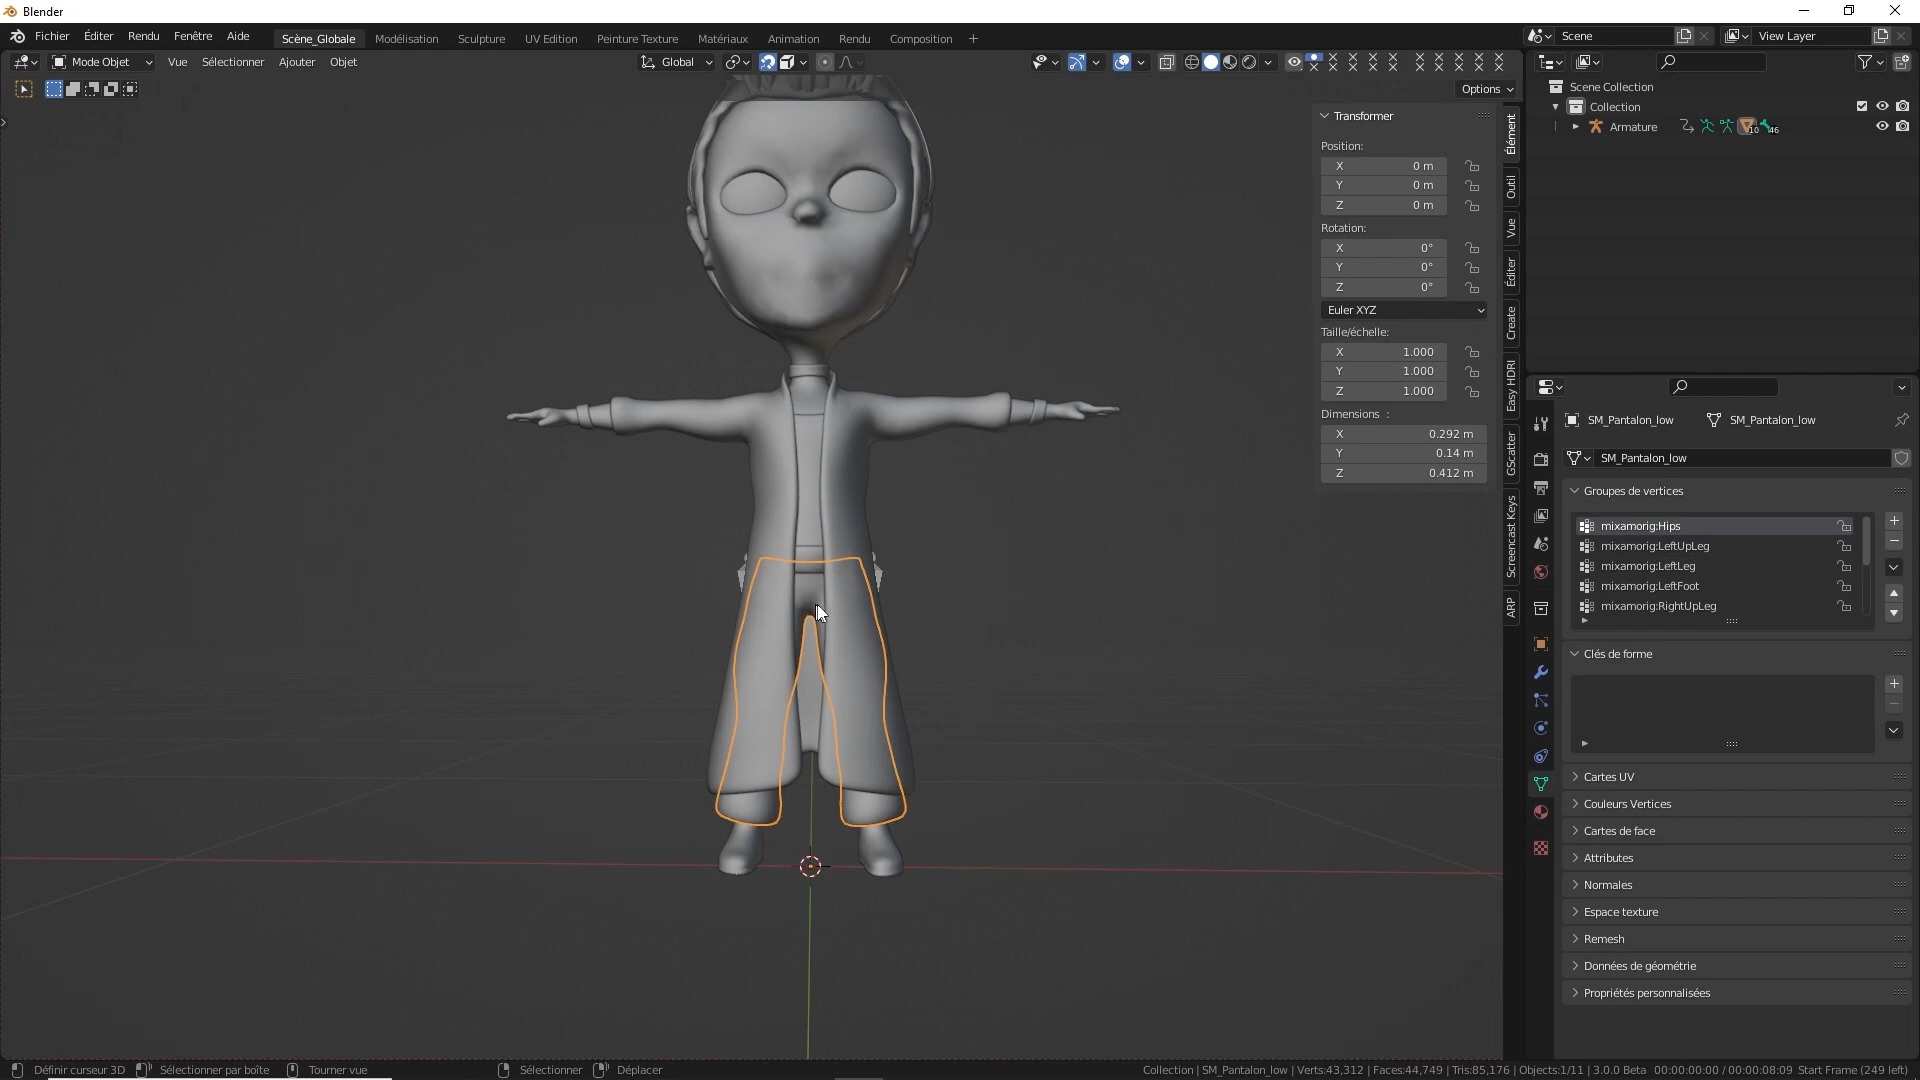 Blender
Fichier Éditer Rendu Fenêtre Aide Scène_Globale Modélisation Sculpture UV Edition Peinture Texture Matériaux Animation Rendu Composition + Scene View Layer
Mode Objet Vue Sélectionner Ajouter Objet Global
Options
Transformer
Position:
X 0 m
Y 0 m
Z 0 m
Rotation:
X 0°
Y 0°
Z 0°
Euler XYZ
Taille/échelle:
X 1.000
Y 1.000
Z 1.000
Dimensions :
X 0.292 m
Y 0.14 m
Z 0.412 m
Élément
Outil
Vue
Éditer
Create
Easy HDRI
GScatter
Screencast Keys
ARP
Scene Collection
Collection
Armature 10 46
SM_Pantalon_low SM_Pantalon_low
SM_Pantalon_low
Groupes de vertices
mixamorig:Hips
mixamorig:LeftUpLeg
mixamorig:LeftLeg
mixamorig:LeftFoot
mixamorig:RightUpLeg
Clés de forme
Cartes UV
Couleurs Vertices
Cartes de face
Attributes
Normales
Espace texture
Remesh
Données de géométrie
Propriétés personnalisées
Définir curseur 3D Sélectionner par boîte Tourner vue Sélectionner Déplacer Collection | SM_Pantalon_low | Verts:43,312 | Faces:44,749 | Tris:85,176 | Objects:1/11 | 3.0.0 Beta 00:00:00:00 / 00:00:08:09 Start Frame (249 left)